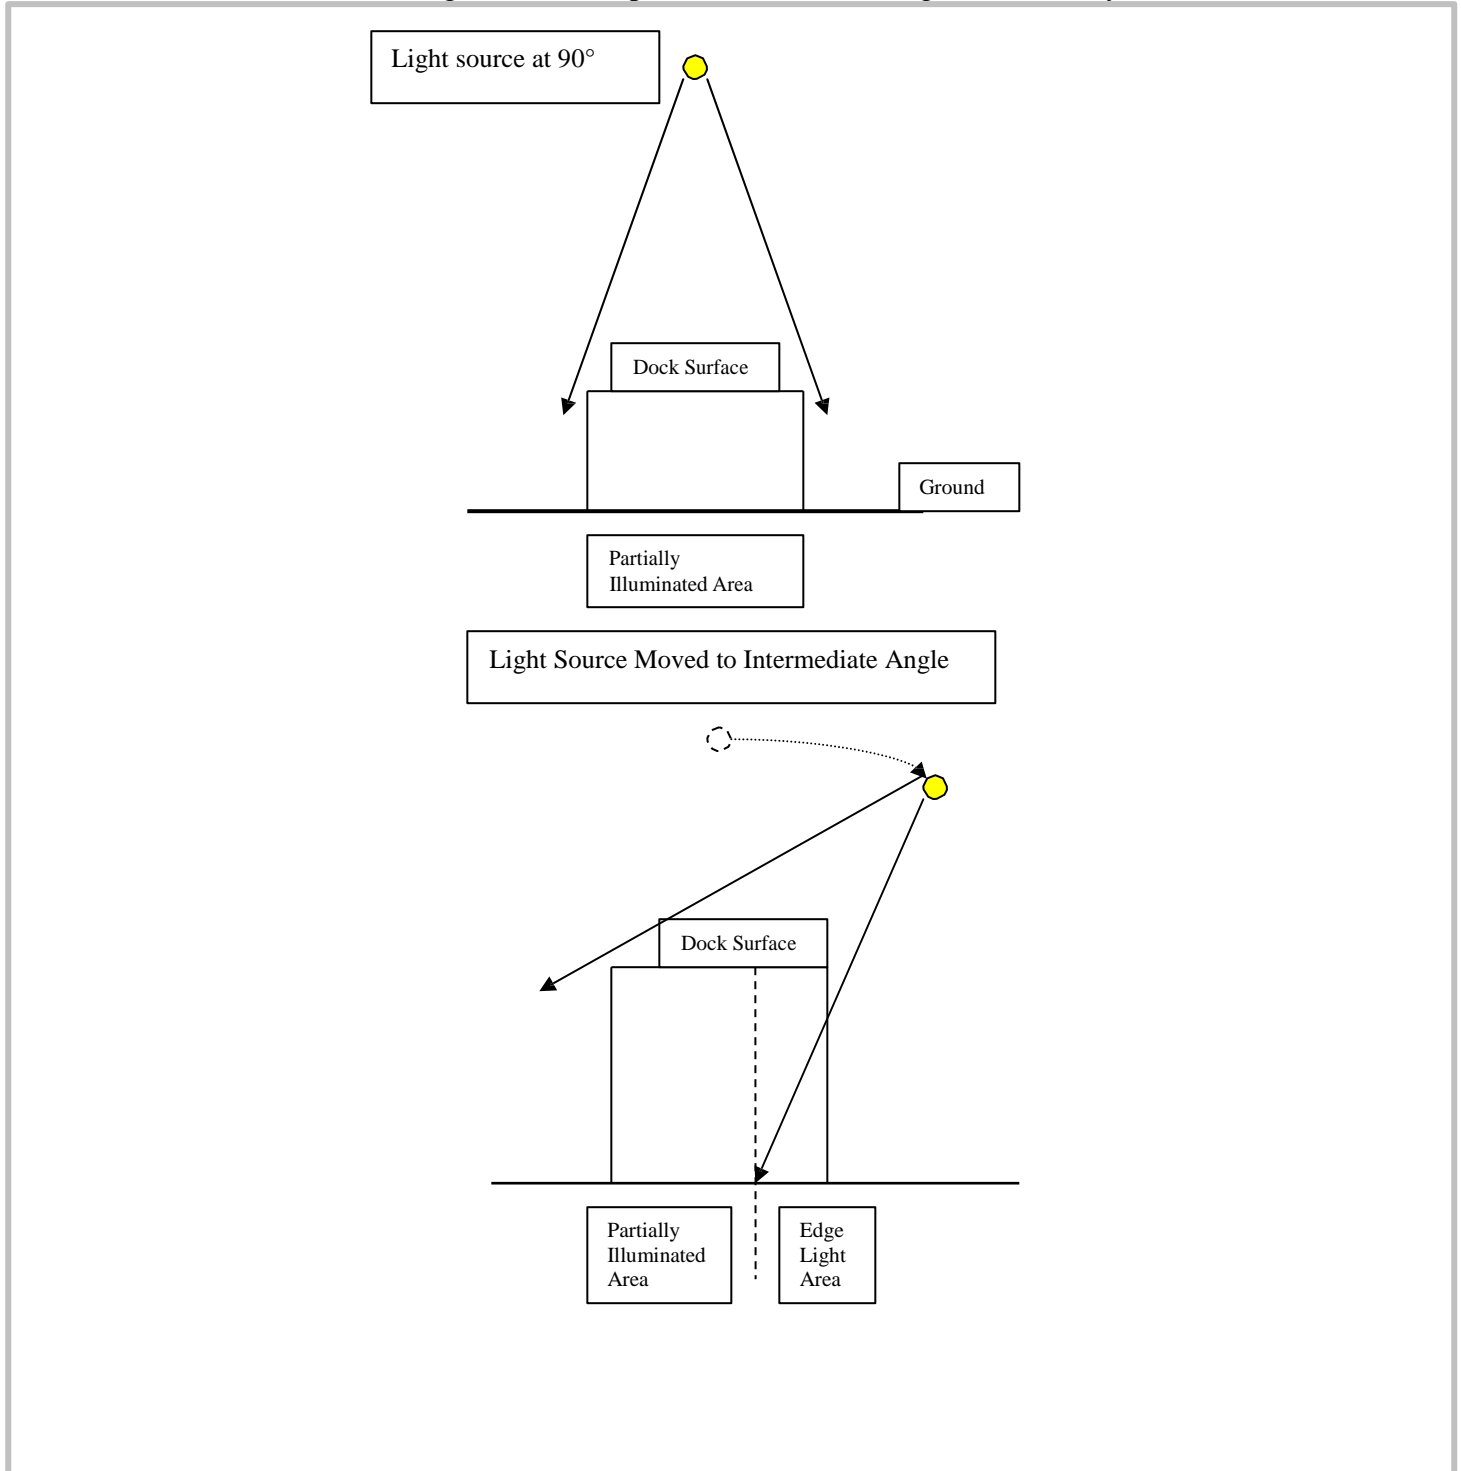 Light source at 90°
Dock Surface
Ground
Partially
Illuminated Area
Light Source Moved to Intermediate Angle
Dock Surface
Partially
Illuminated
Area
Edge
Light
Area